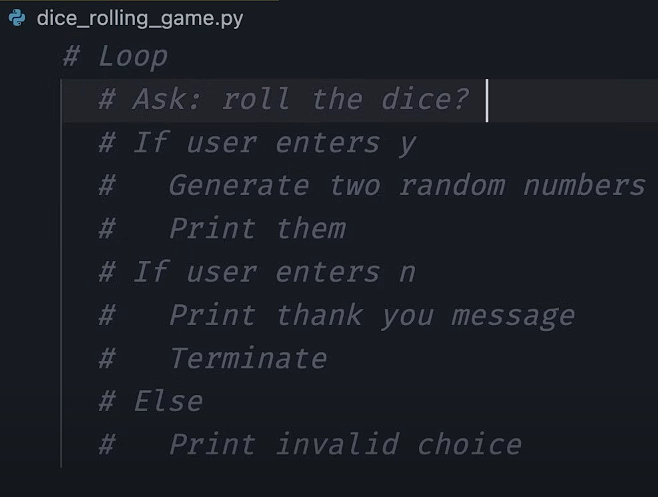 dice_rolling_game.py
# Loop
# Ask: roll the dice?
# If user enters y
#   Generate two random numbers
#   Print them
# If user enters n
#   Print thank you message
#   Terminate
# Else
#   Print invalid choice